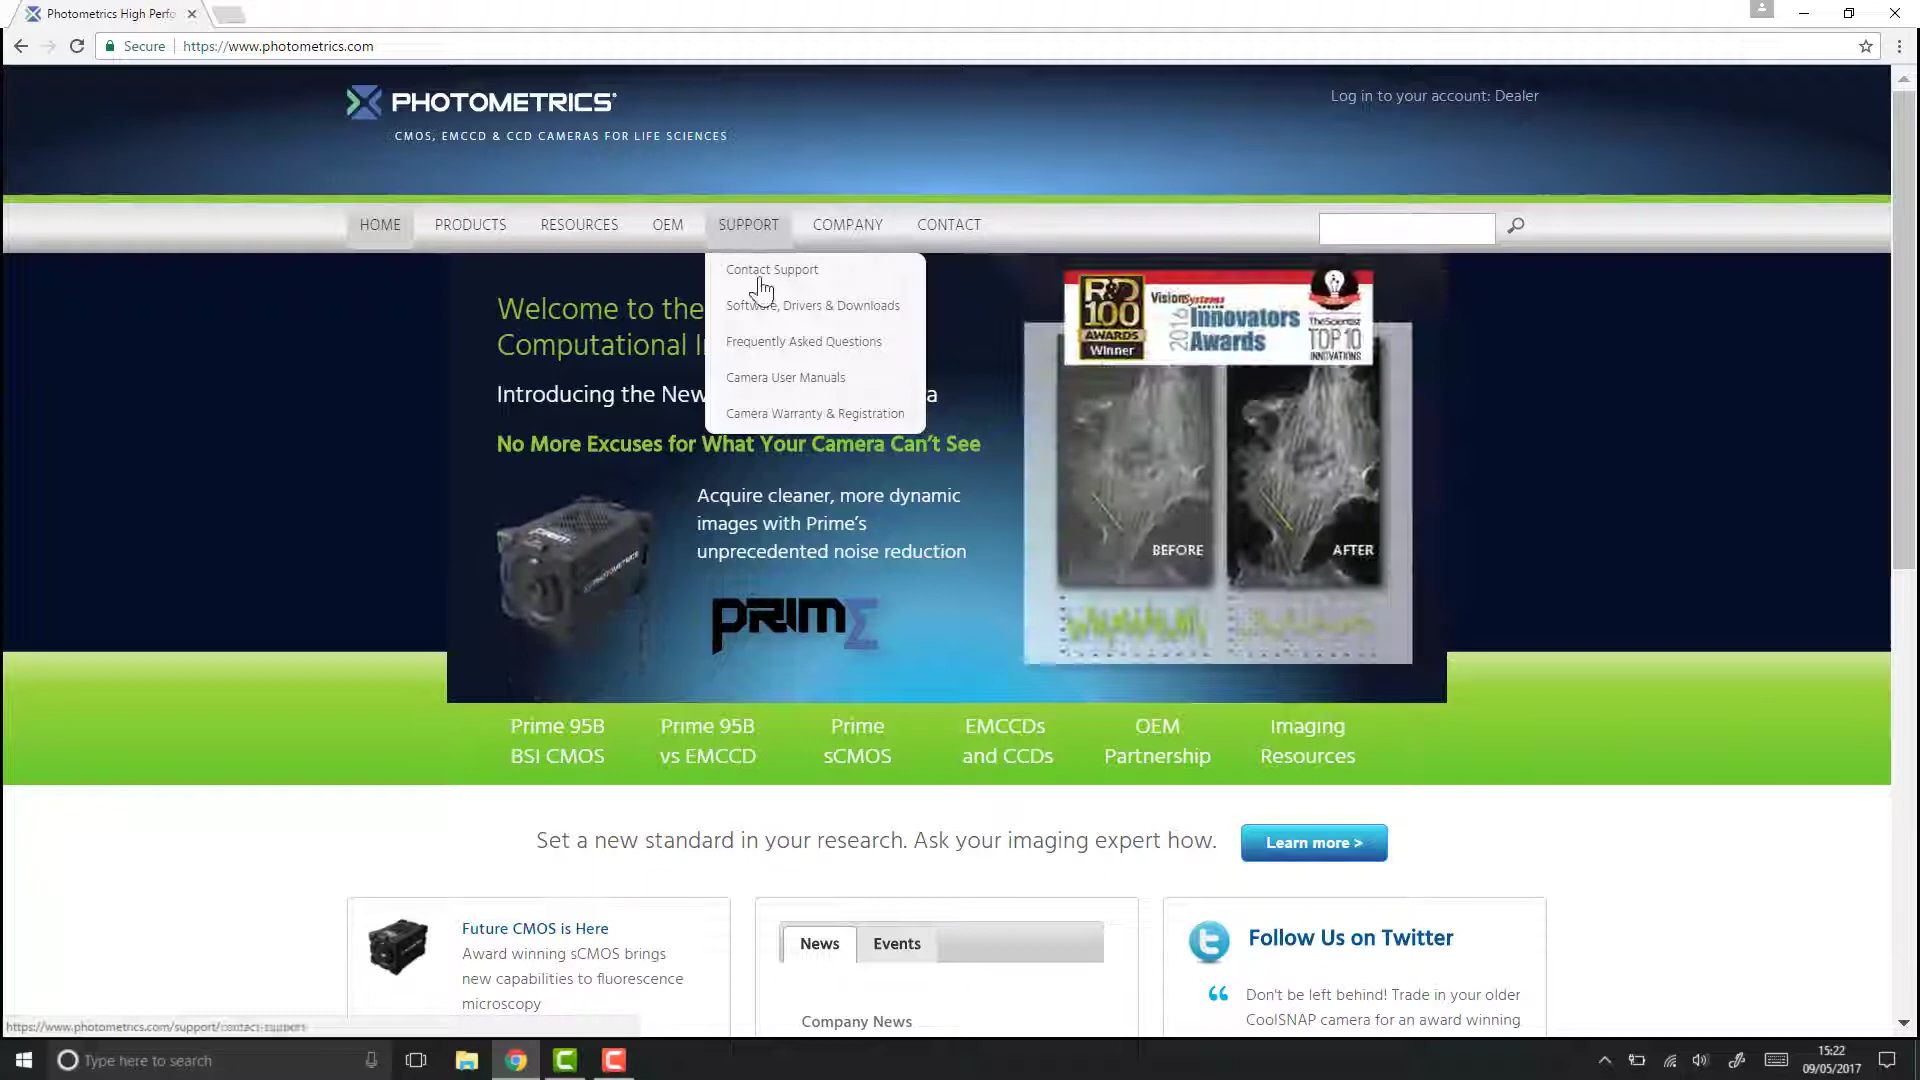 Photometrics High Perfo
Secure https://www.photometrics.com
PHOTOMETRICS
CMOS, EMCCD & CCD CAMERAS FOR LIFE SCIENCES
Log in to your account: Dealer
HOME PRODUCTS RESOURCES OEM SUPPORT COMPANY CONTACT
Contact Support
Software, Drivers & Downloads
Frequently Asked Questions
Camera User Manuals
Camera Warranty & Registration
Welcome to the
Computational I
Introducing the New a
No More Excuses for What Your Camera Can't See
Acquire cleaner, more dynamic
images with Prime's
unprecedented noise reduction
PRIME
PHOTOMETRICS
PRIMΣ
R&D
100
AWARDS
Winner
VisionSystems
DESIGN
2016
Innovators
Awards
TheScientist
TOP 10
INNOVATIONS
BEFORE
AFTER
Prime 95B
BSI CMOS
Prime 95B
vs EMCCD
Prime
sCMOS
EMCCDs
and CCDs
OEM
Partnership
Imaging
Resources
Set a new standard in your research. Ask your imaging expert how.
Learn more >
Future CMOS is Here
Award winning sCMOS brings
new capabilities to fluorescence
microscopy
News Events
Company News
Follow Us on Twitter
Don't be left behind! Trade in your older
CoolSNAP camera for an award winning
https://www.photometrics.com/support/contact-support
Type here to search
15:22
09/05/2017